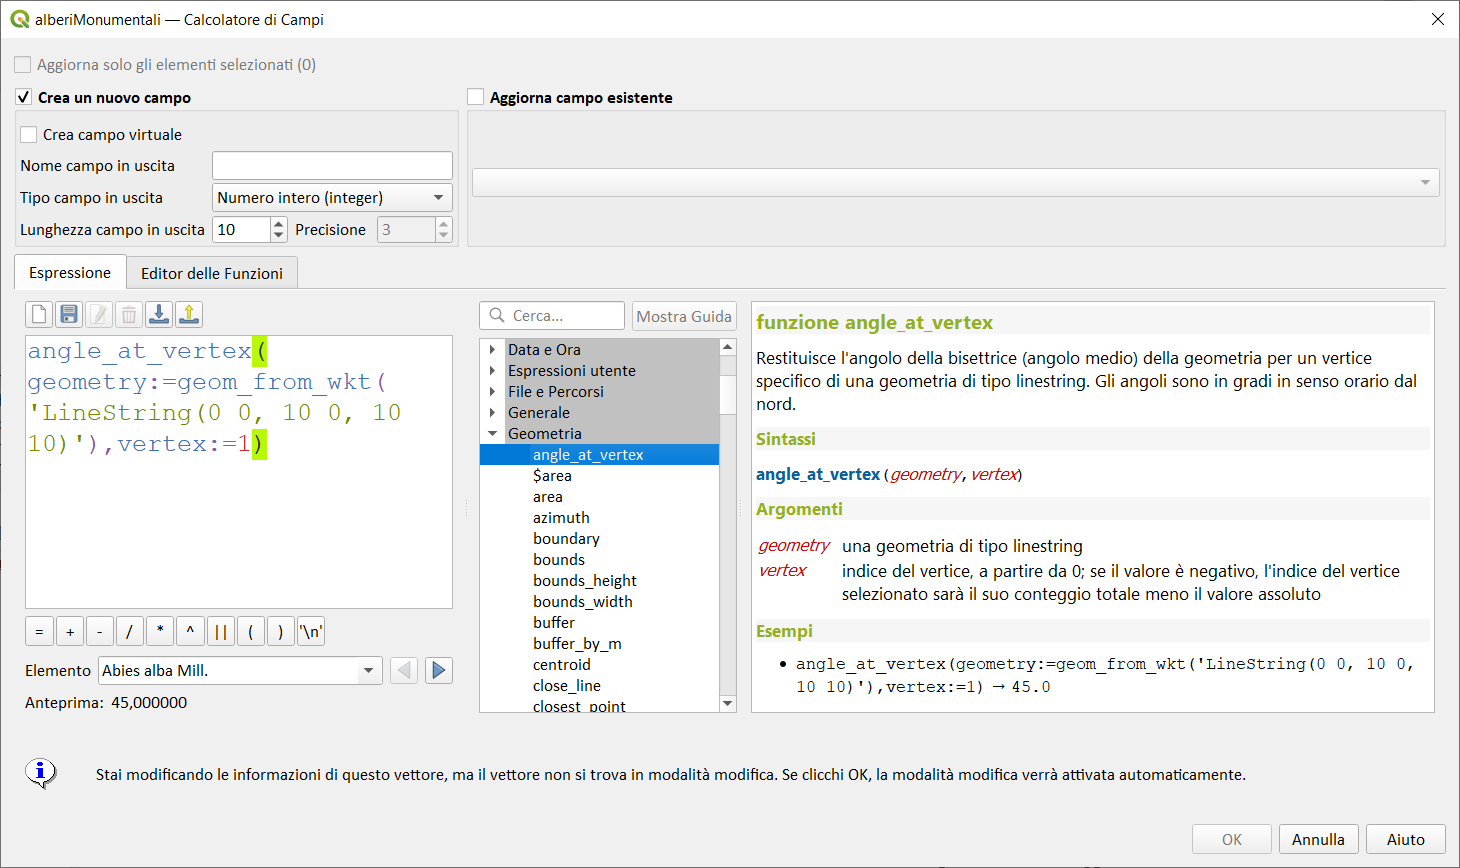 alberiMonumentali — Calcolatore di Campi
Aggiorna solo gli elementi selezionati (0)
Crea un nuovo campo
Aggiorna campo esistente
Crea campo virtuale
Nome campo in uscita
Tipo campo in uscita Numero intero (integer)
Lunghezza campo in uscita 10 Precisione 3
Espressione Editor delle Funzioni
angle_at_vertex(
geometry:=geom_from_wkt(
'LineString(0 0, 10 0, 10
10)'),vertex:=1)
= + - / * ^ || ( ) '\n'
Elemento Abies alba Mill.
Anteprima: 45,000000
Cerca... Mostra Guida
Data e Ora
Espressioni utente
File e Percorsi
Generale
Geometria
angle_at_vertex
$area
area
azimuth
boundary
bounds
bounds_height
bounds_width
buffer
buffer_by_m
centroid
close_line
closest_point
funzione angle_at_vertex
Restituisce l'angolo della bisettrice (angolo medio) della geometria per un vertice
specifico di una geometria di tipo linestring. Gli angoli sono in gradi in senso orario dal
nord.
Sintassi
angle_at_vertex(geometry, vertex)
Argomenti
geometry una geometria di tipo linestring
vertex indice del vertice, a partire da 0; se il valore è negativo, l'indice del vertice
selezionato sarà il suo conteggio totale meno il valore assoluto
Esempi
• angle_at_vertex(geometry:=geom_from_wkt('LineString(0 0, 10 0,
10 10)'),vertex:=1) → 45.0
Stai modificando le informazioni di questo vettore, ma il vettore non si trova in modalità modifica. Se clicchi OK, la modalità modifica verrà attivata automaticamente.
OK Annulla Aiuto